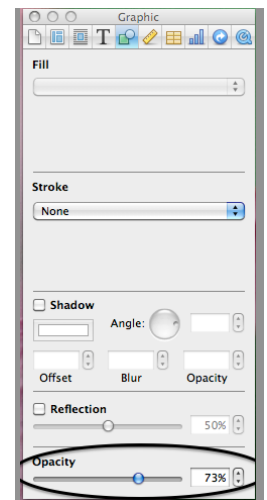 Graphic
T
Fill
Stroke
None
Shadow
Angle:
Offset Blur Opacity
Reflection
50%
Opacity
73%